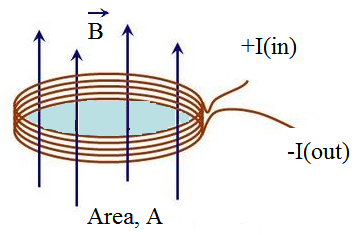 B
+I(in)
-I(out)
Area, A